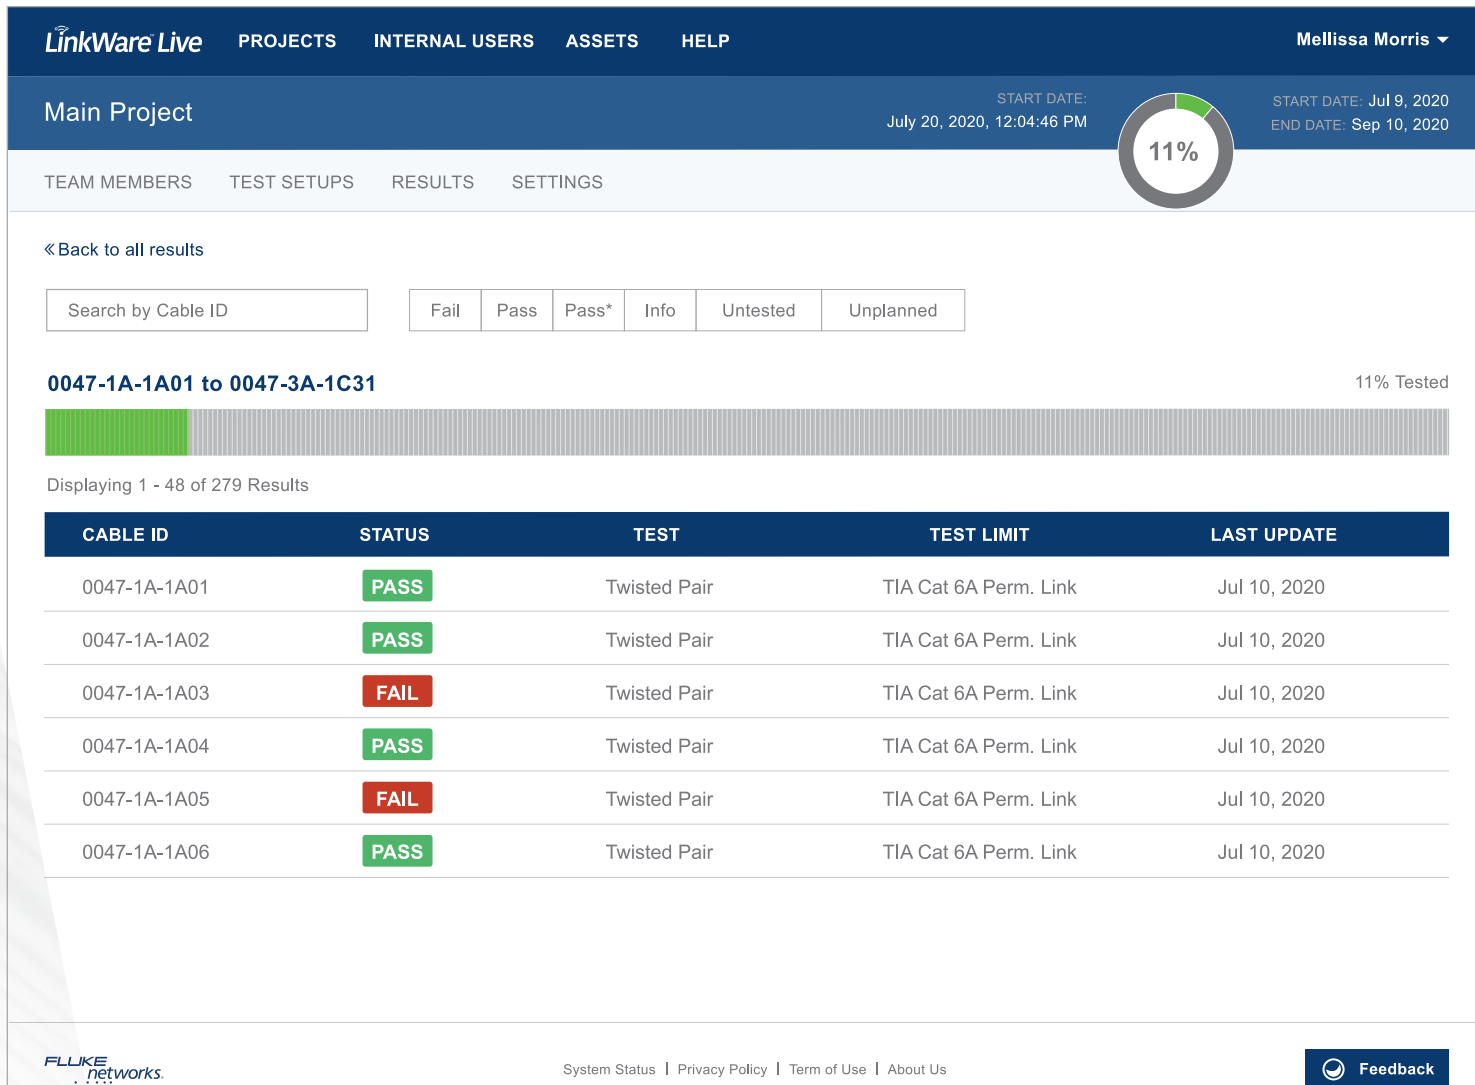 LinkWare Live PROJECTS INTERNAL USERS ASSETS HELP Mellissa Morris
Main Project
START DATE:
July 20, 2020, 12:04:46 PM
11%
START DATE: Jul 9, 2020
END DATE: Sep 10, 2020
TEAM MEMBERS TEST SETUPS RESULTS SETTINGS
«Back to all results
Search by Cable ID Fail Pass Pass* Info Untested Unplanned
0047-1A-1A01 to 0047-3A-1C31 11% Tested
Displaying 1 - 48 of 279 Results
CABLE ID STATUS TEST TEST LIMIT LAST UPDATE
0047-1A-1A01 PASS Twisted Pair TIA Cat 6A Perm. Link Jul 10, 2020
0047-1A-1A02 PASS Twisted Pair TIA Cat 6A Perm. Link Jul 10, 2020
0047-1A-1A03 FAIL Twisted Pair TIA Cat 6A Perm. Link Jul 10, 2020
0047-1A-1A04 PASS Twisted Pair TIA Cat 6A Perm. Link Jul 10, 2020
0047-1A-1A05 FAIL Twisted Pair TIA Cat 6A Perm. Link Jul 10, 2020
0047-1A-1A06 PASS Twisted Pair TIA Cat 6A Perm. Link Jul 10, 2020
FLUKE
networks.
System Status | Privacy Policy | Term of Use | About Us
Feedback